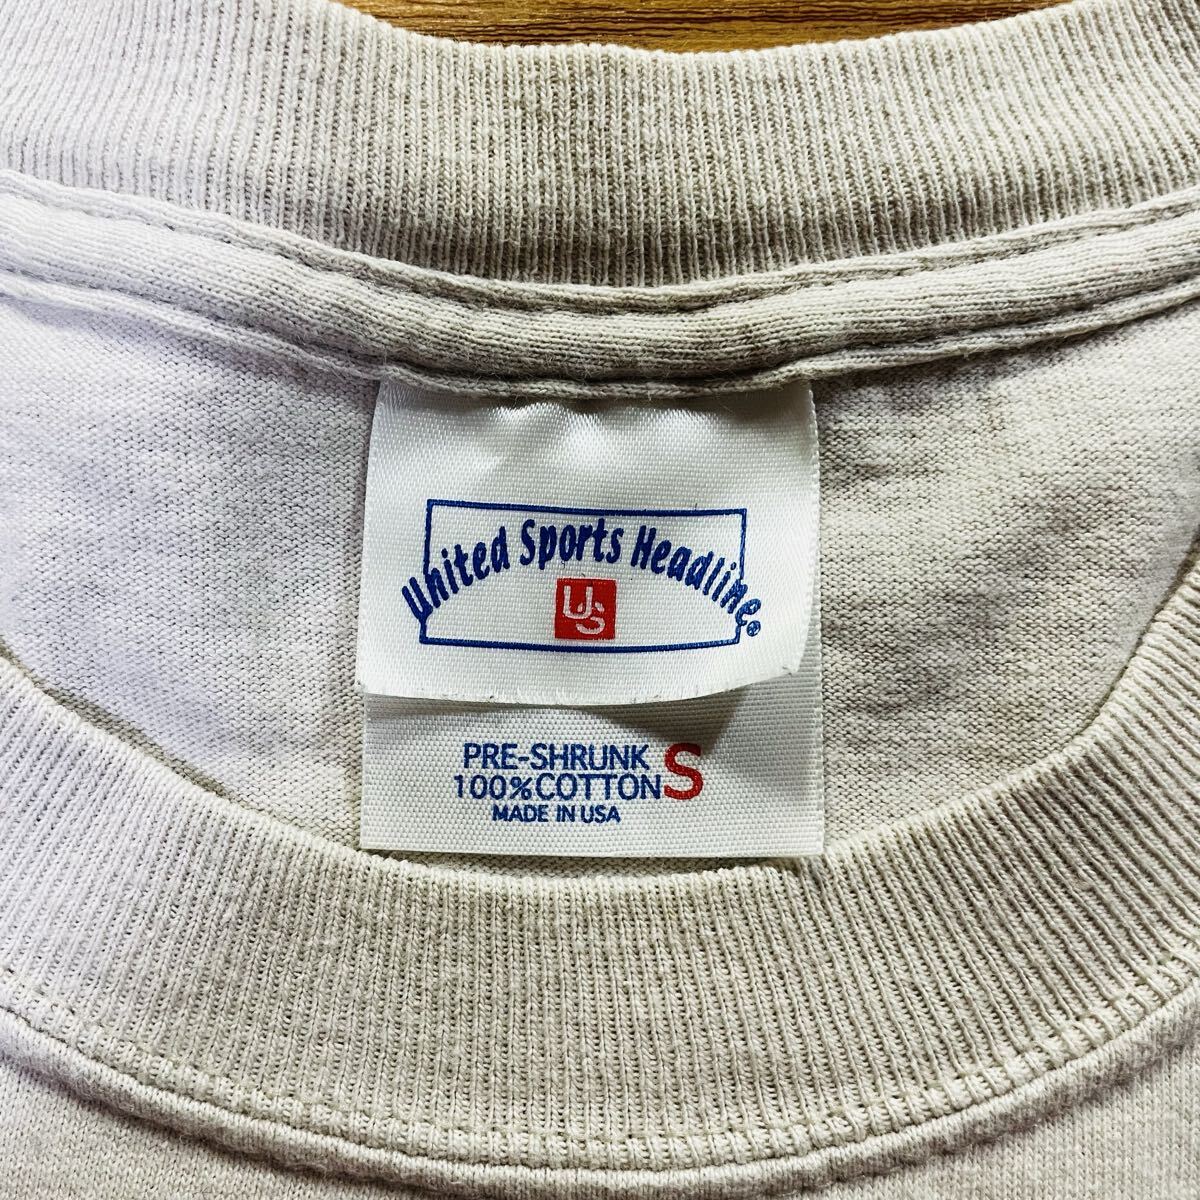 United Sports Headline®
US
PRE-SHRUNK
100%COTTON S
MADE IN USA